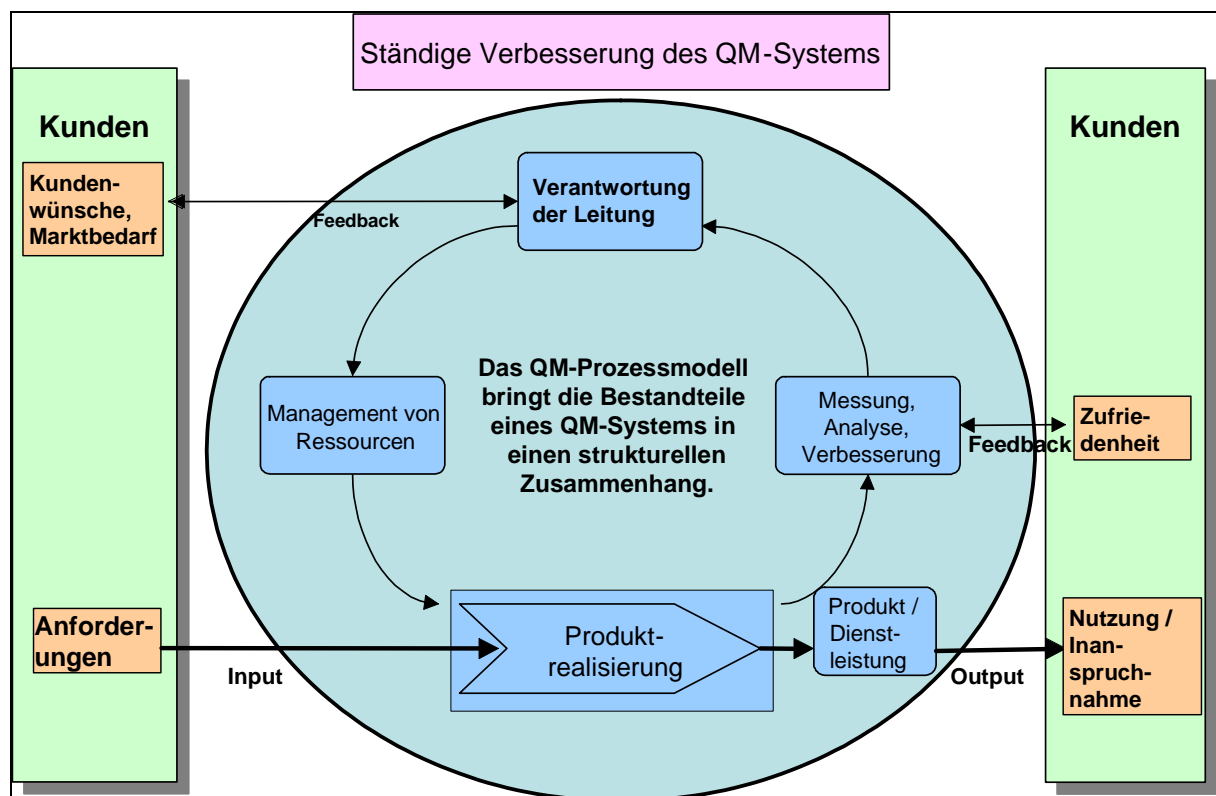 Ständige Verbesserung des QM-Systems
Kunden
Kunden-
wünsche,
Marktbedarf
Feedback
Verantwortung
der Leitung
Kunden
Management von
Ressourcen
Das QM-Prozessmodell
bringt die Bestandteile
eines QM-Systems in
einen strukturellen
Zusammenhang.
Messung,
Analyse,
Verbesserung
Feedback
Zufrie-
denheit
Anforder-
ungen
Input
Produkt-
realisierung
Produkt /
Dienst-
leistung
Output
Nutzung /
Inan-
spruch-
nahme